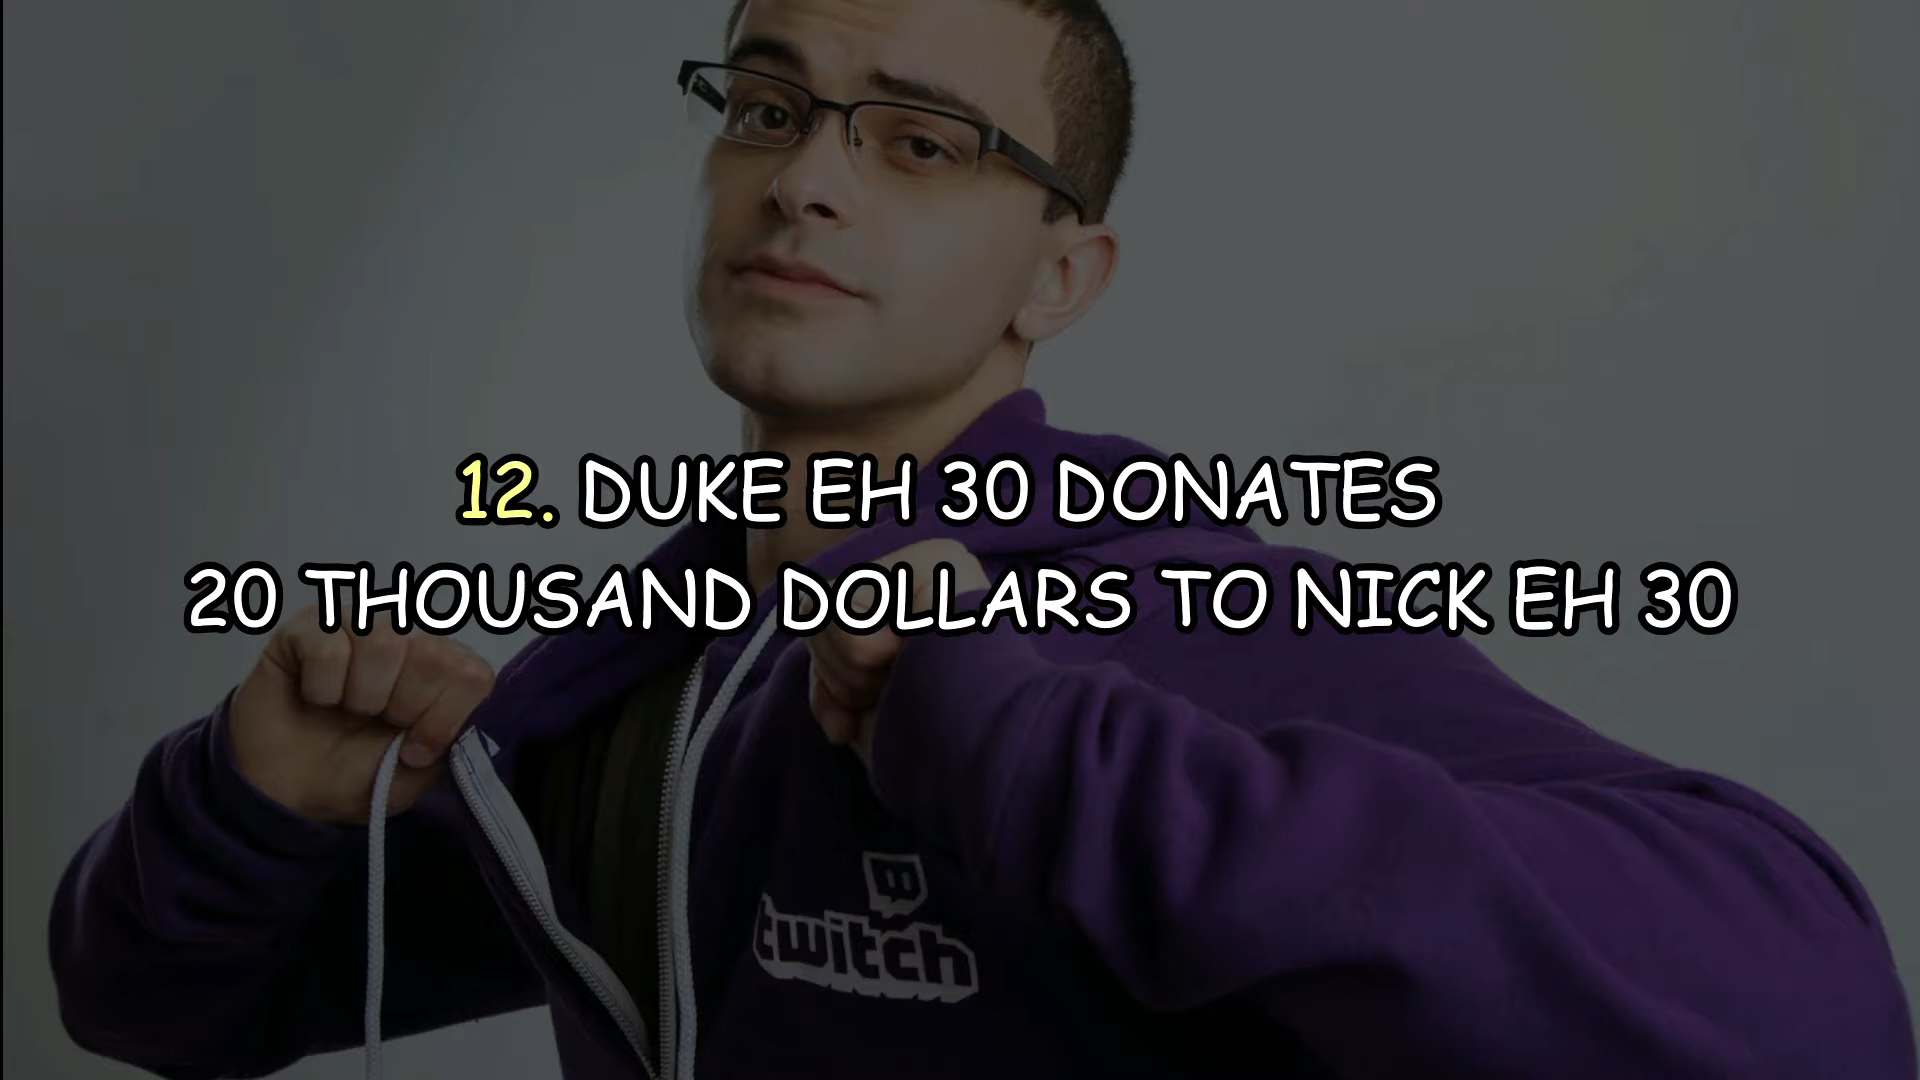 12. DUKE EH 30 DONATES
20 THOUSAND DOLLARS TO NICK EH 30
twitch